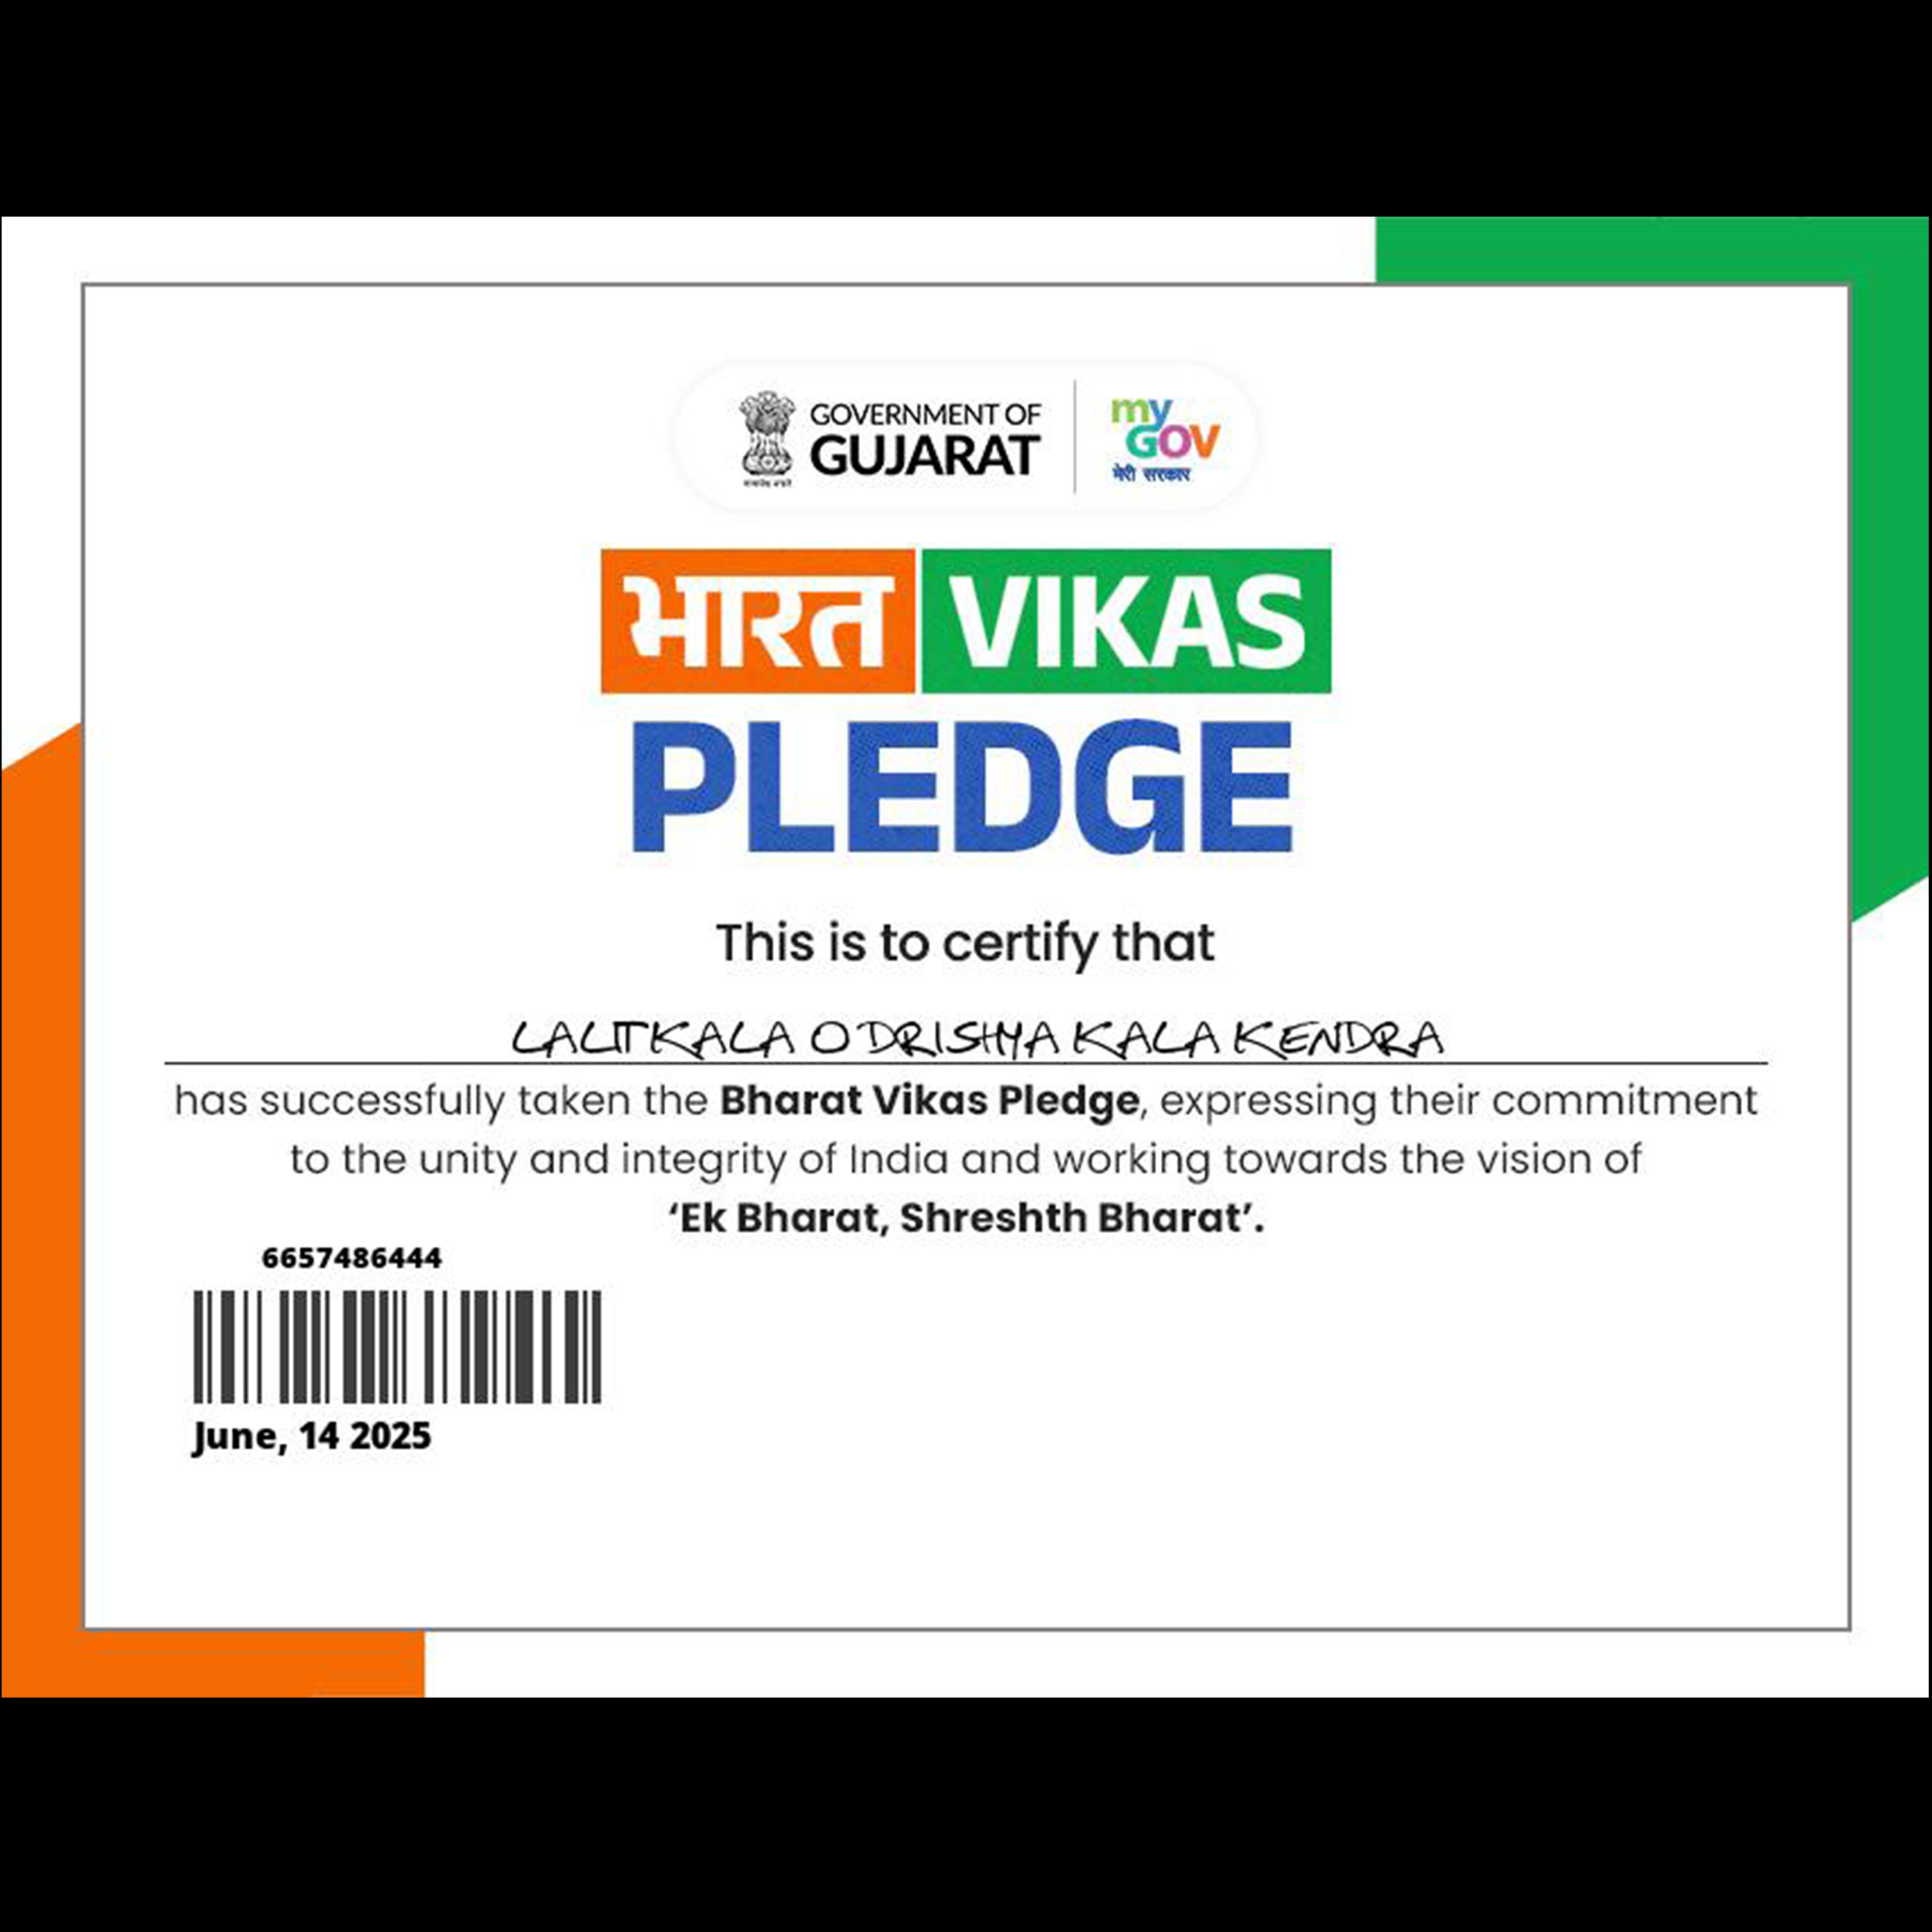 GOVERNMENT OF
GUJARAT
my
GOV
मेरी सरकार
भारत VIKAS
PLEDGE
This is to certify that
LALITKALA O DRISHYA KALA KENDRA
has successfully taken the Bharat Vikas Pledge, expressing their commitment
to the unity and integrity of India and working towards the vision of
‘Ek Bharat, Shreshth Bharat’.
6657486444
June, 14 2025